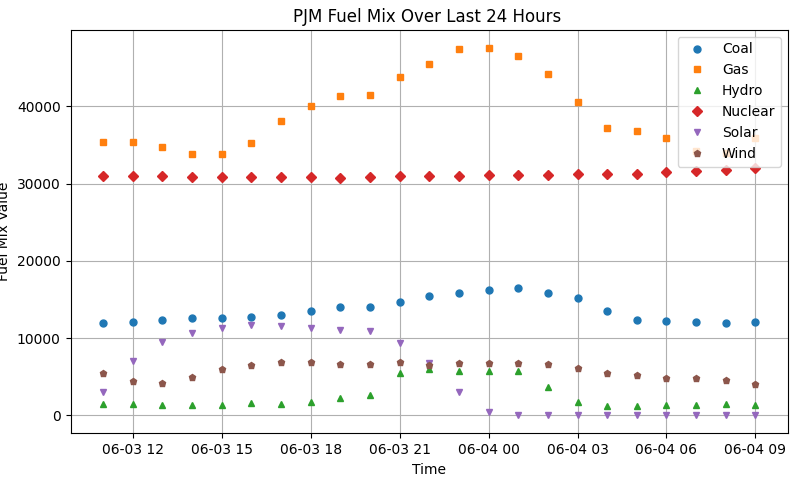 PJM Fuel Mix Over Last 24 Hours
Coal
Gas
Hydro
Nuclear
Solar
Wind
40000
30000
20000
10000
0
Fuel Mix Value
06-03 12 06-03 15 06-03 18 06-03 21 06-04 00 06-04 03 06-04 06 06-04 09
Time